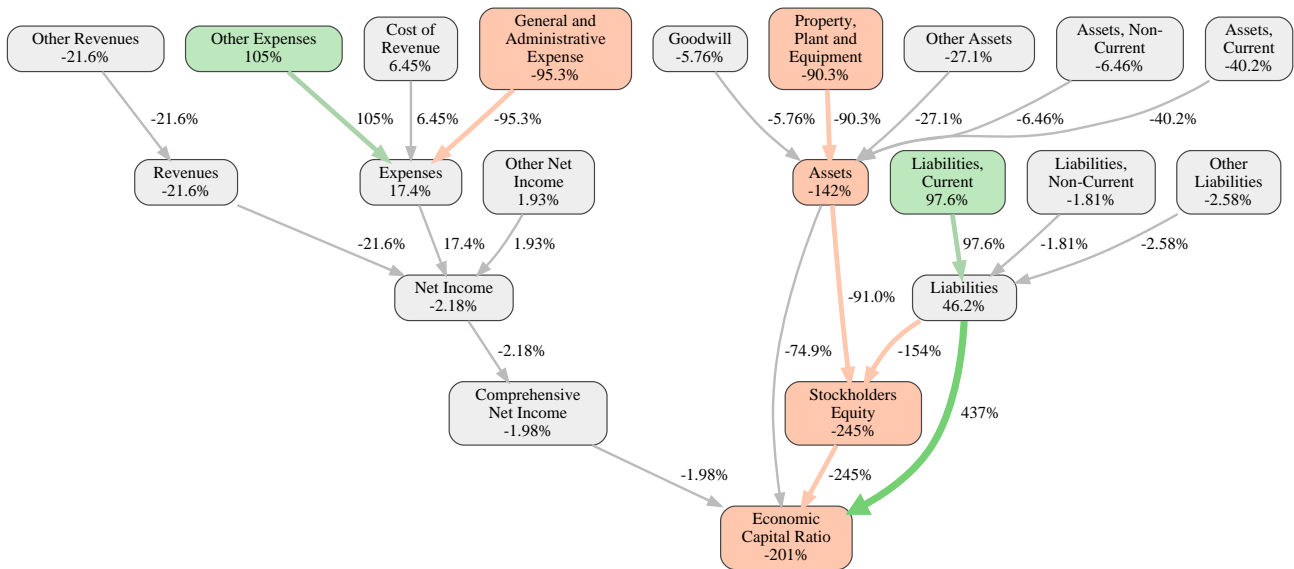 Other Revenues
-21.6%
Other Expenses
105%
Cost of
Revenue
6.45%
General and
Administrative
Expense
-95.3%
Goodwill
-5.76%
Property,
Plant and
Equipment
-90.3%
Other Assets
-27.1%
Assets, Non-
Current
-6.46%
Assets,
Current
-40.2%
-21.6%
105%
6.45%
-95.3%
-5.76%
-90.3%
-27.1%
-6.46%
-40.2%
Revenues
-21.6%
Expenses
17.4%
Other Net
Income
1.93%
Assets
-142%
Liabilities,
Current
97.6%
Liabilities,
Non-Current
-1.81%
Other
Liabilities
-2.58%
-21.6%
17.4%
1.93%
97.6%
-1.81%
-2.58%
Net Income
-2.18%
-91.0%
Liabilities
46.2%
-2.18%
-74.9%
-154%
Comprehensive
Net Income
-1.98%
Stockholders
Equity
-245%
437%
-1.98%
-245%
Economic
Capital Ratio
-201%